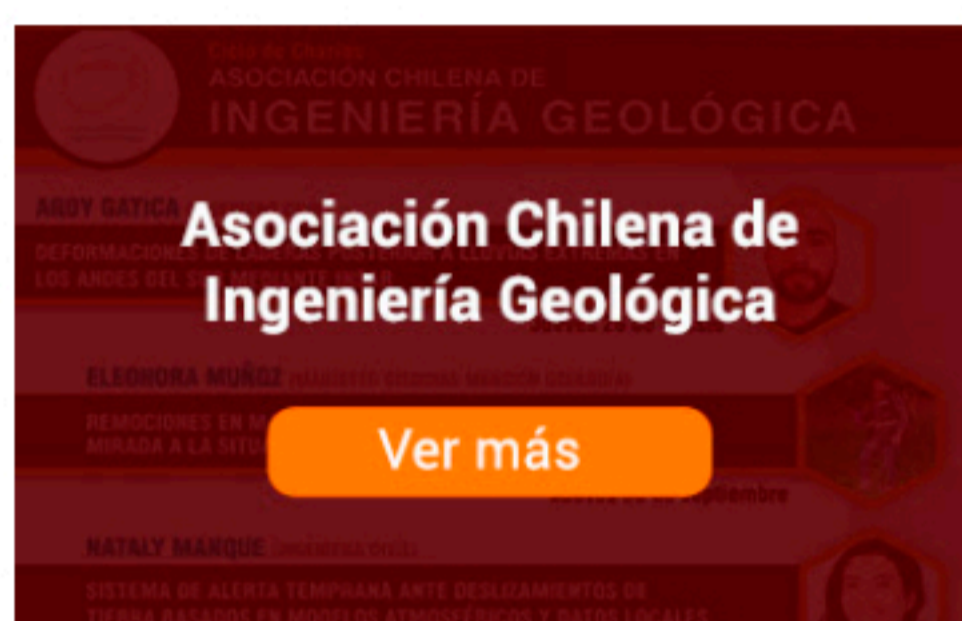 Ciclo de Charlas
ASOCIACIÓN CHILENA DE
INGENIERÍA GEOLÓGICA
ARDY GATICA
Asociación Chilena de
DEFORMACIONES DE LADERAS POSTERIOR A LLUVIAS EXTREMAS EN
LOS ANDES DEL SUR MEDIANTE
Ingeniería Geológica
ELEONORA MUÑOZ
REMOCIONES EN M
MIRADA A LA SITU
Ver más
septiembre
NATALY MANQUE
SISTEMA DE ALERTA TEMPRANA ANTE DESLIZAMIENTOS DE
TIERRA BASADOS EN MODELOS ATMOSFÉRICOS Y DATOS LOCALES